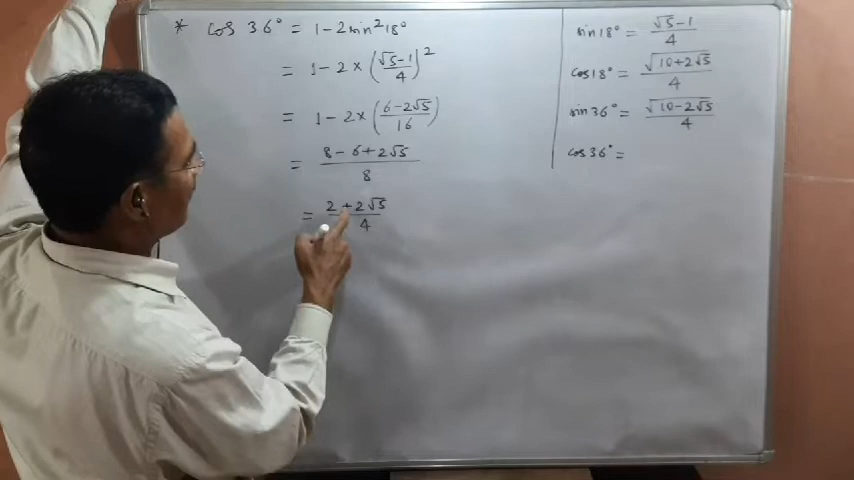 * cos 36° = 1 - 2 sin² 18°
= 1 - 2 × ( (√5 - 1) / 4 )²
= 1 - 2 × ( (6 - 2√5) / 16 )
= (8 - 6 + 2√5) / 8
= (2 + 2√5) / 4
sin 18° = (√5 - 1) / 4
cos 18° = √(10 + 2√5) / 4
sin 36° = √(10 - 2√5) / 4
cos 36° =